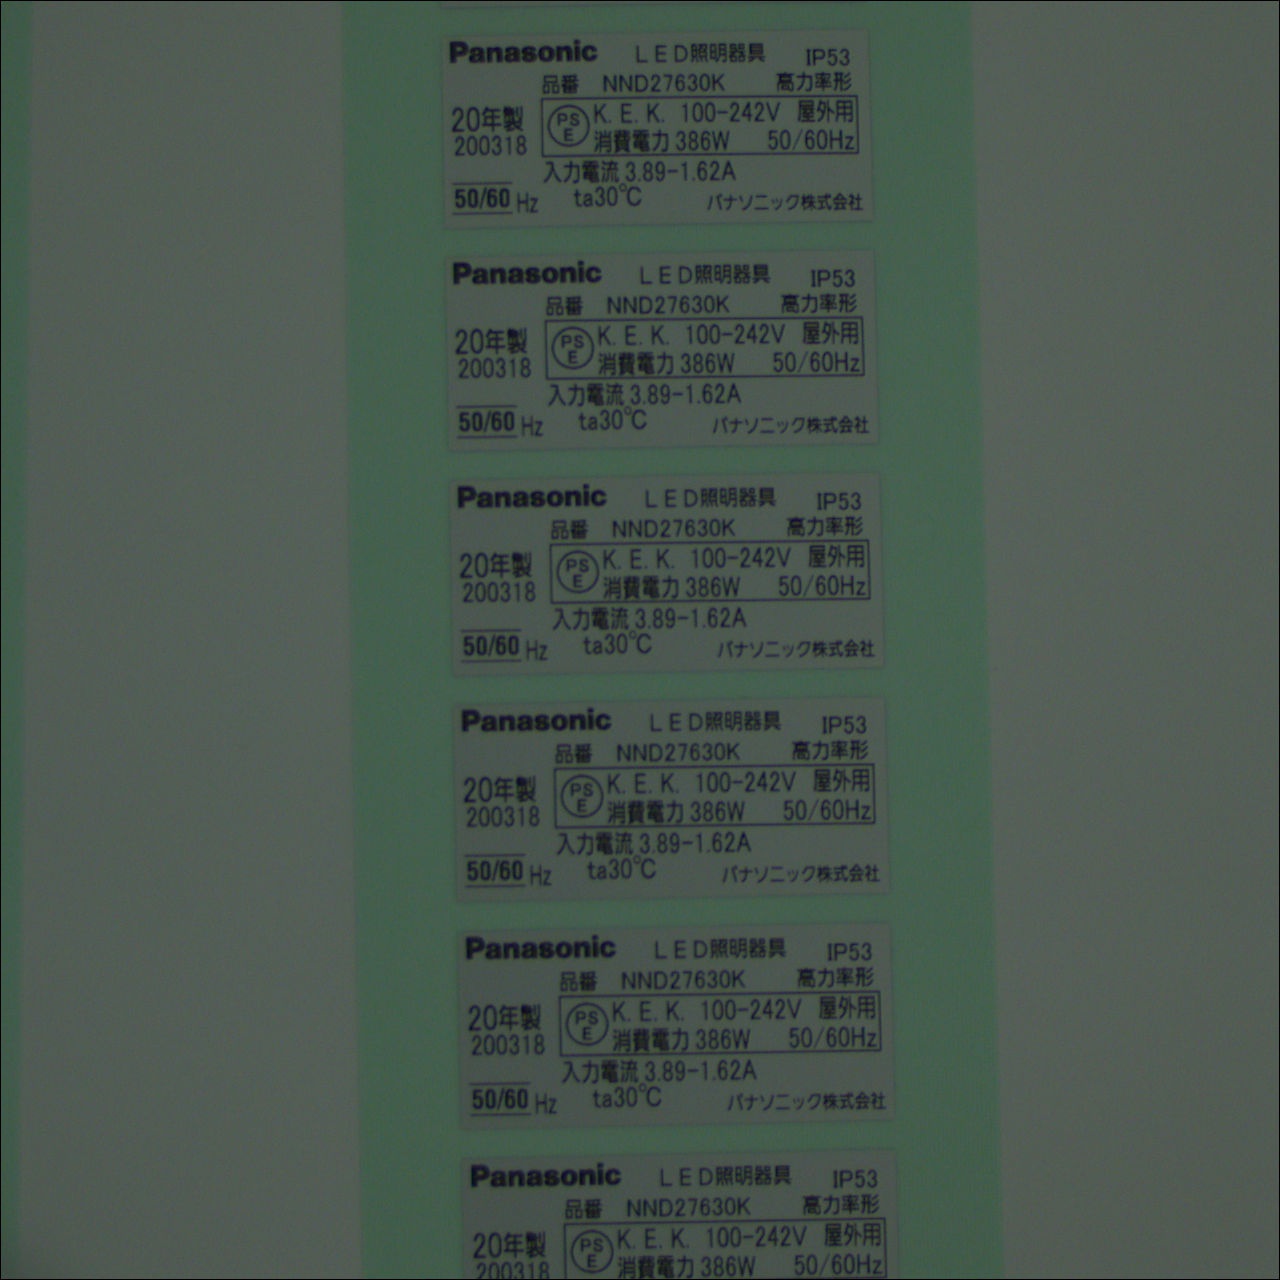 Panasonic LED照明器具 IP53
品番 NND27630K 高力率形
20年製 PS E K. E. K. 100-242V 屋外用
200318 消費電力 386W 50/60Hz
入力電流 3.89-1.62A
50/60 Hz ta30℃ パナソニック株式会社
Panasonic LED照明器具 IP53
品番 NND27630K 高力率形
20年製 PS E K. E. K. 100-242V 屋外用
200318 消費電力 386W 50/60Hz
入力電流 3.89-1.62A
50/60 Hz ta30℃ パナソニック株式会社
Panasonic LED照明器具 IP53
品番 NND27630K 高力率形
20年製 PS E K. E. K. 100-242V 屋外用
200318 消費電力 386W 50/60Hz
入力電流 3.89-1.62A
50/60 Hz ta30℃ パナソニック株式会社
Panasonic LED照明器具 IP53
品番 NND27630K 高力率形
20年製 PS E K. E. K. 100-242V 屋外用
200318 消費電力 386W 50/60Hz
入力電流 3.89-1.62A
50/60 Hz ta30℃ パナソニック株式会社
Panasonic LED照明器具 IP53
品番 NND27630K 高力率形
20年製 PS E K. E. K. 100-242V 屋外用
200318 消費電力 386W 50/60Hz
入力電流 3.89-1.62A
50/60 Hz ta30℃ パナソニック株式会社
Panasonic LED照明器具 IP53
品番 NND27630K 高力率形
20年製 PS E K. E. K. 100-242V 屋外用
200318 消費電力 386W 50/60Hz